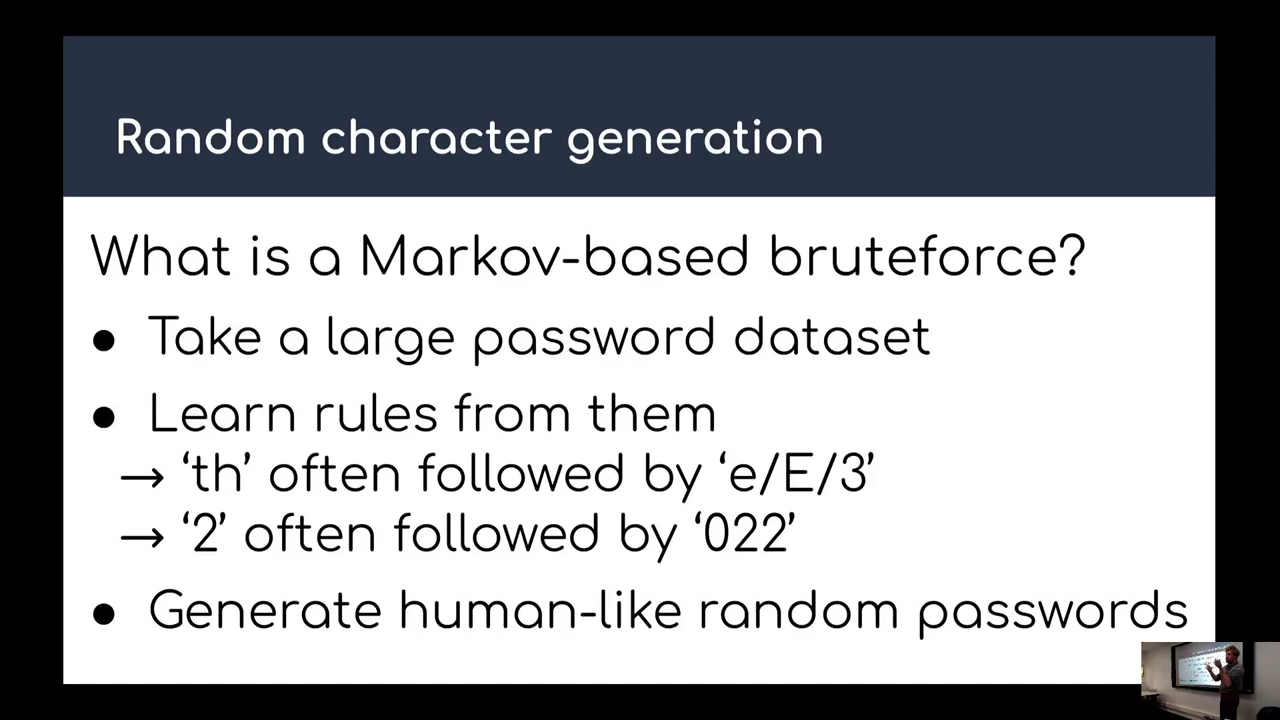 Random character generation
What is a Markov-based bruteforce?
● Take a large password dataset
● Learn rules from them
→ ‘th’ often followed by ‘e/E/3’
→ ‘2’ often followed by ‘022’
● Generate human-like random passwords